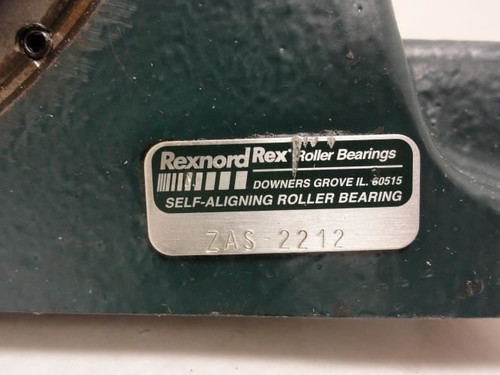 Rexnord Rex® Roller Bearings
DOWNERS GROVE IL. 60515
SELF-ALIGNING ROLLER BEARING
ZAS-2212